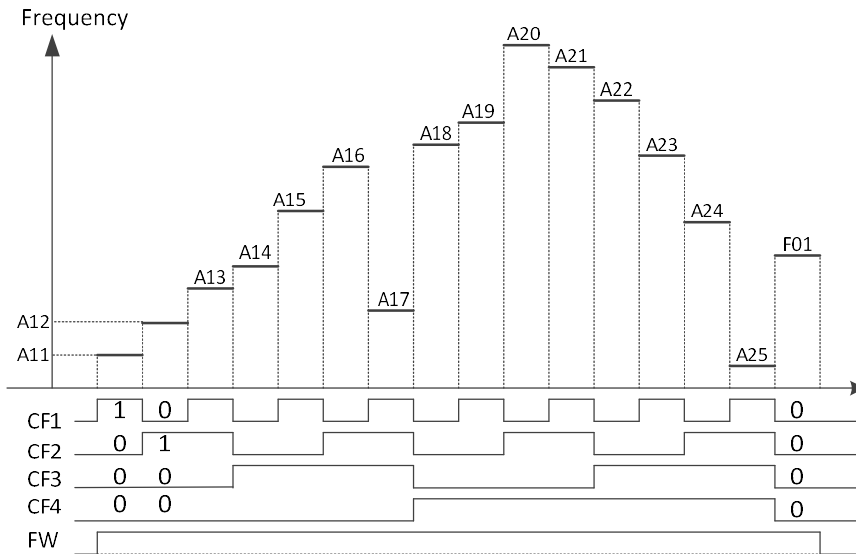 Frequency
A20
A21
A22
A19
A18
A23
A16
A15
A24
A14
F01
A13
A17
A12
A11
A25
CF1 1 0 0
CF2 0 1 0
CF3 0 0 0
CF4 0 0 0
FW